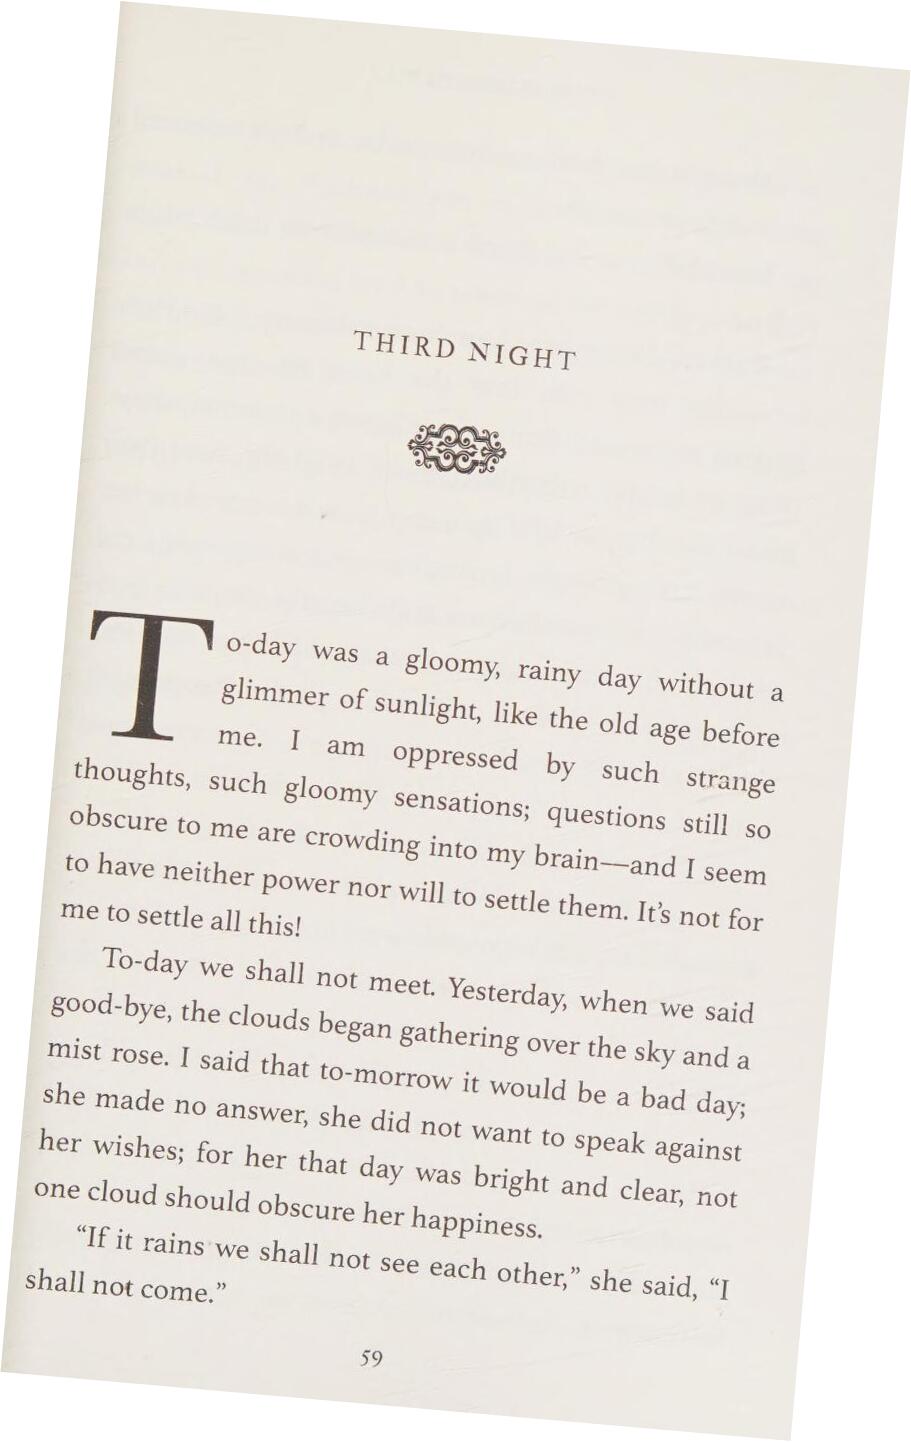 THIRD NIGHT
To-day was a gloomy, rainy day without a
glimmer of sunlight, like the old age before
me. I am oppressed by such strange
thoughts, such gloomy sensations; questions still so
obscure to me are crowding into my brain—and I seem
to have neither power nor will to settle them. It’s not for
me to settle all this!
To-day we shall not meet. Yesterday, when we said
good-bye, the clouds began gathering over the sky and a
mist rose. I said that to-morrow it would be a bad day;
she made no answer, she did not want to speak against
her wishes; for her that day was bright and clear, not
one cloud should obscure her happiness.
“If it rains we shall not see each other,” she said, “I
shall not come.”
59